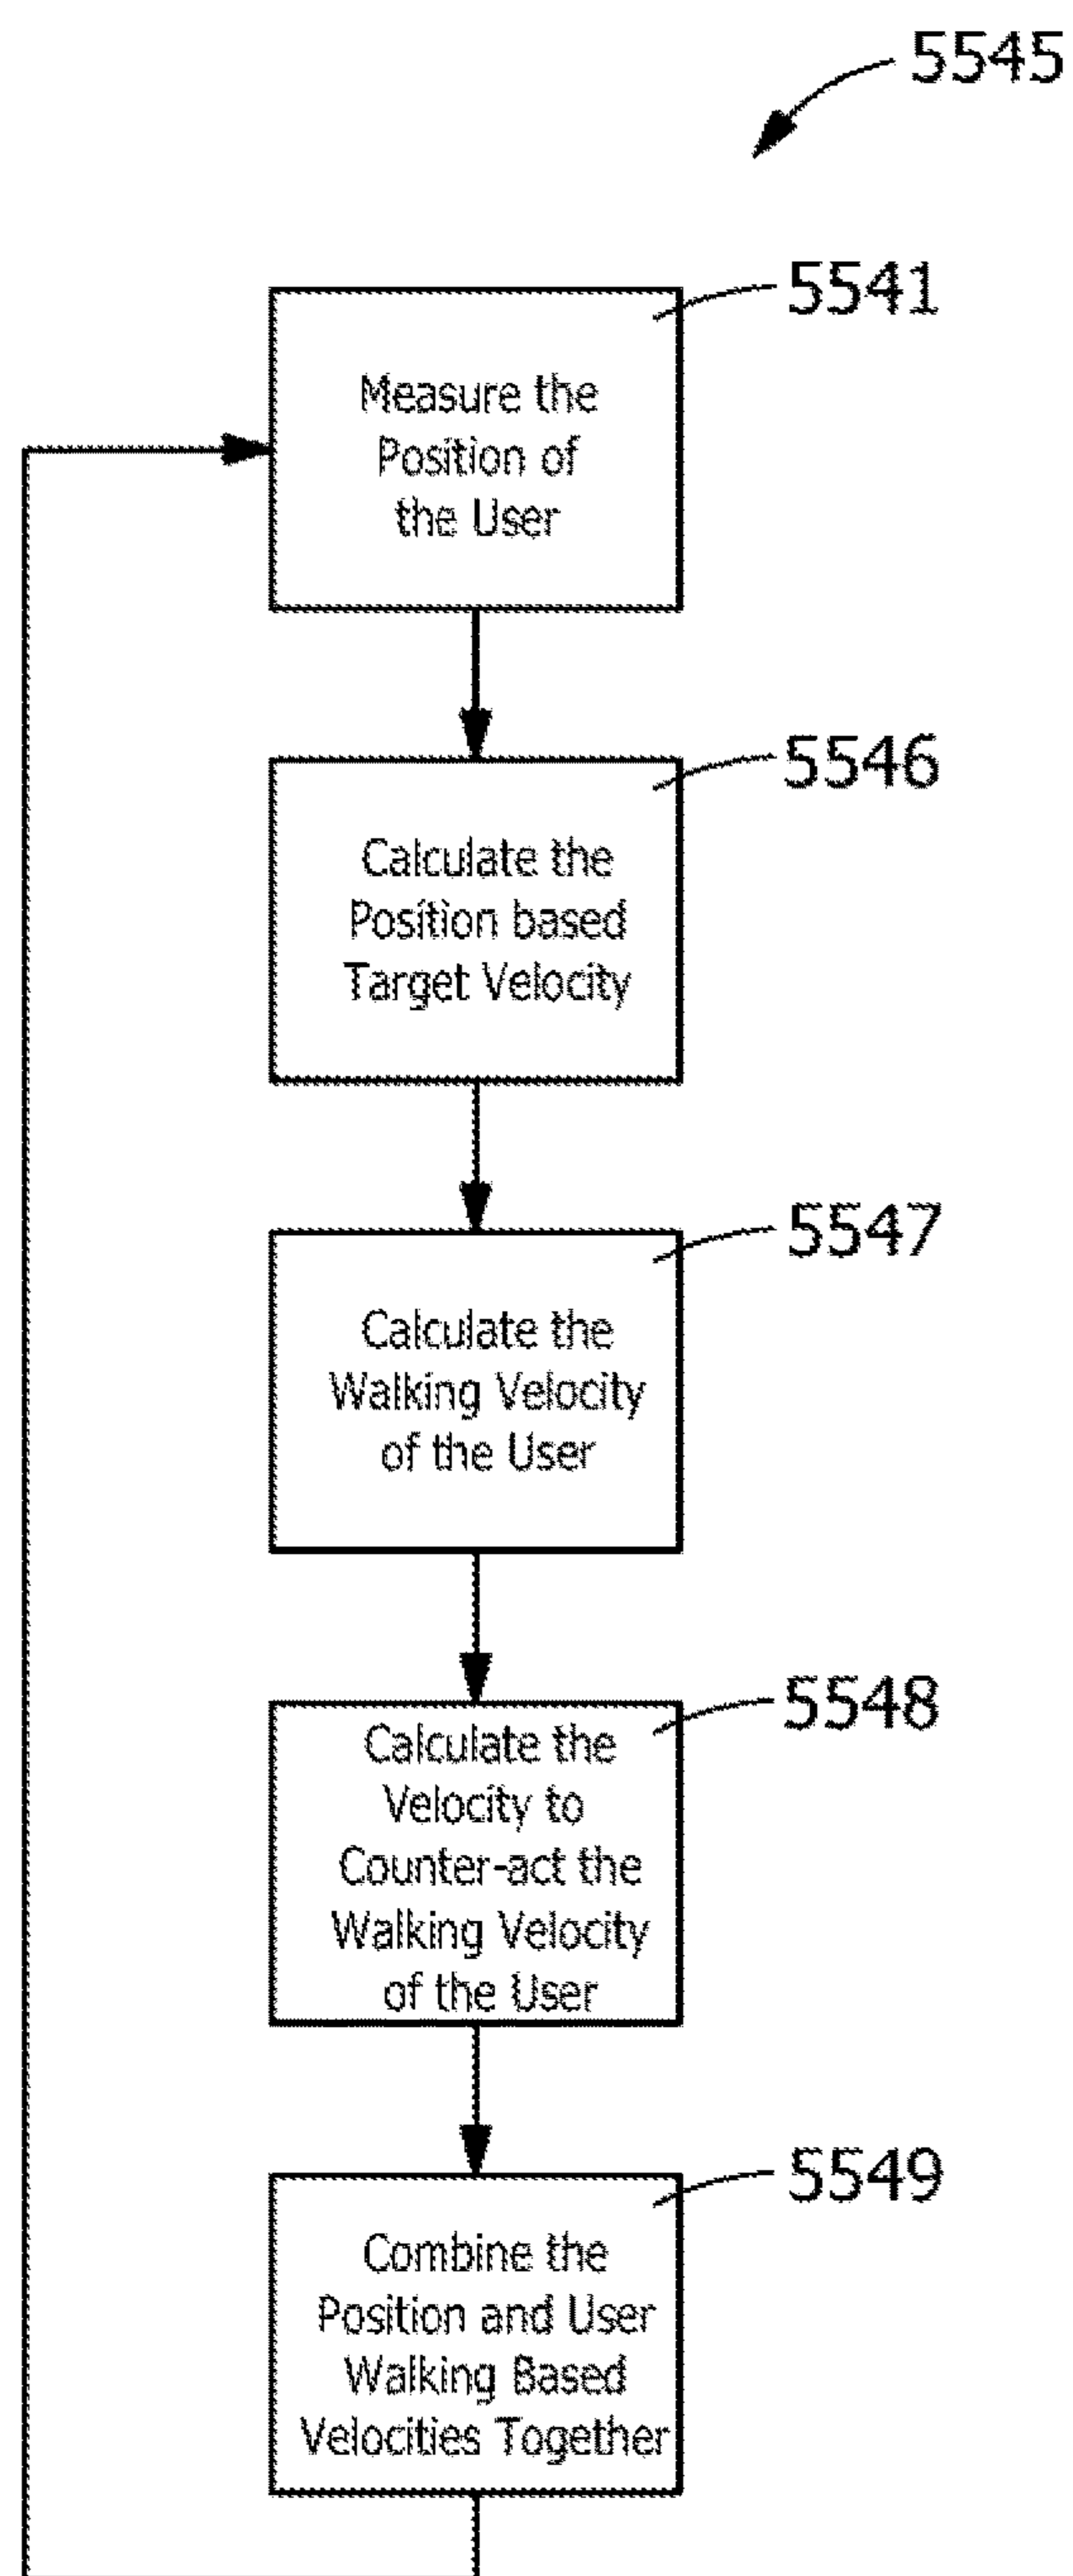 5545
5541
Measure the
Position of
the User
5546
Calculate the
Position based
Target Velocity
5547
Calculate the
Walking Velocity
of the User
5548
Calculate the
Velocity to
Counter-act the
Walking Velocity
of the User
5549
Combine the
Position and User
Walking Based
Velocities Together